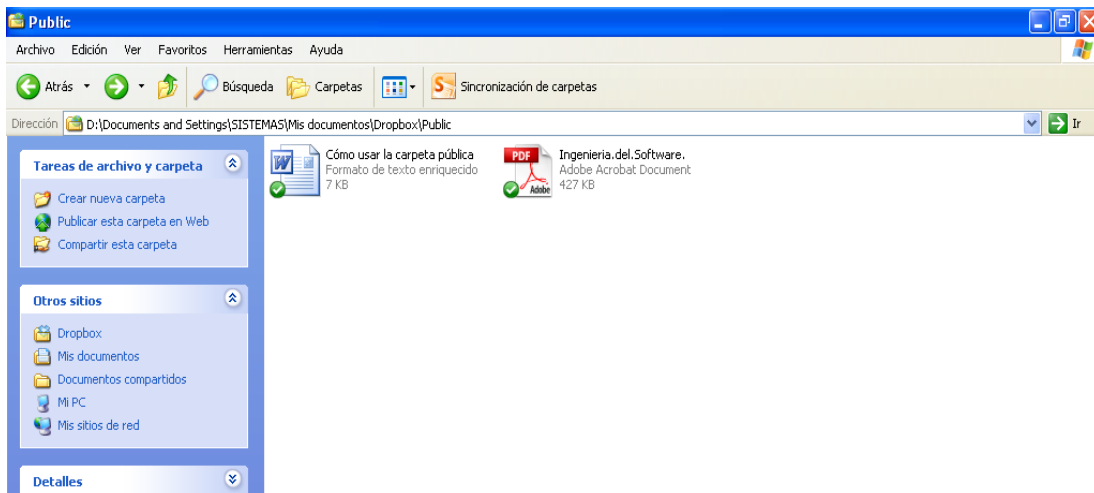 Public
Archivo Edición Ver Favoritos Herramientas Ayuda
Atrás Búsqueda Carpetas Sincronización de carpetas
Dirección D:\Documents and Settings\SISTEMAS\Mis documentos\Dropbox\Public Ir
Tareas de archivo y carpeta
Crear nueva carpeta
Publicar esta carpeta en Web
Compartir esta carpeta
Otros sitios
Dropbox
Mis documentos
Documentos compartidos
Mi PC
Mis sitios de red
Detalles
Cómo usar la carpeta pública
Formato de texto enriquecido
7 KB
PDF
Adobe
Ingenieria.del.Software.
Adobe Acrobat Document
427 KB